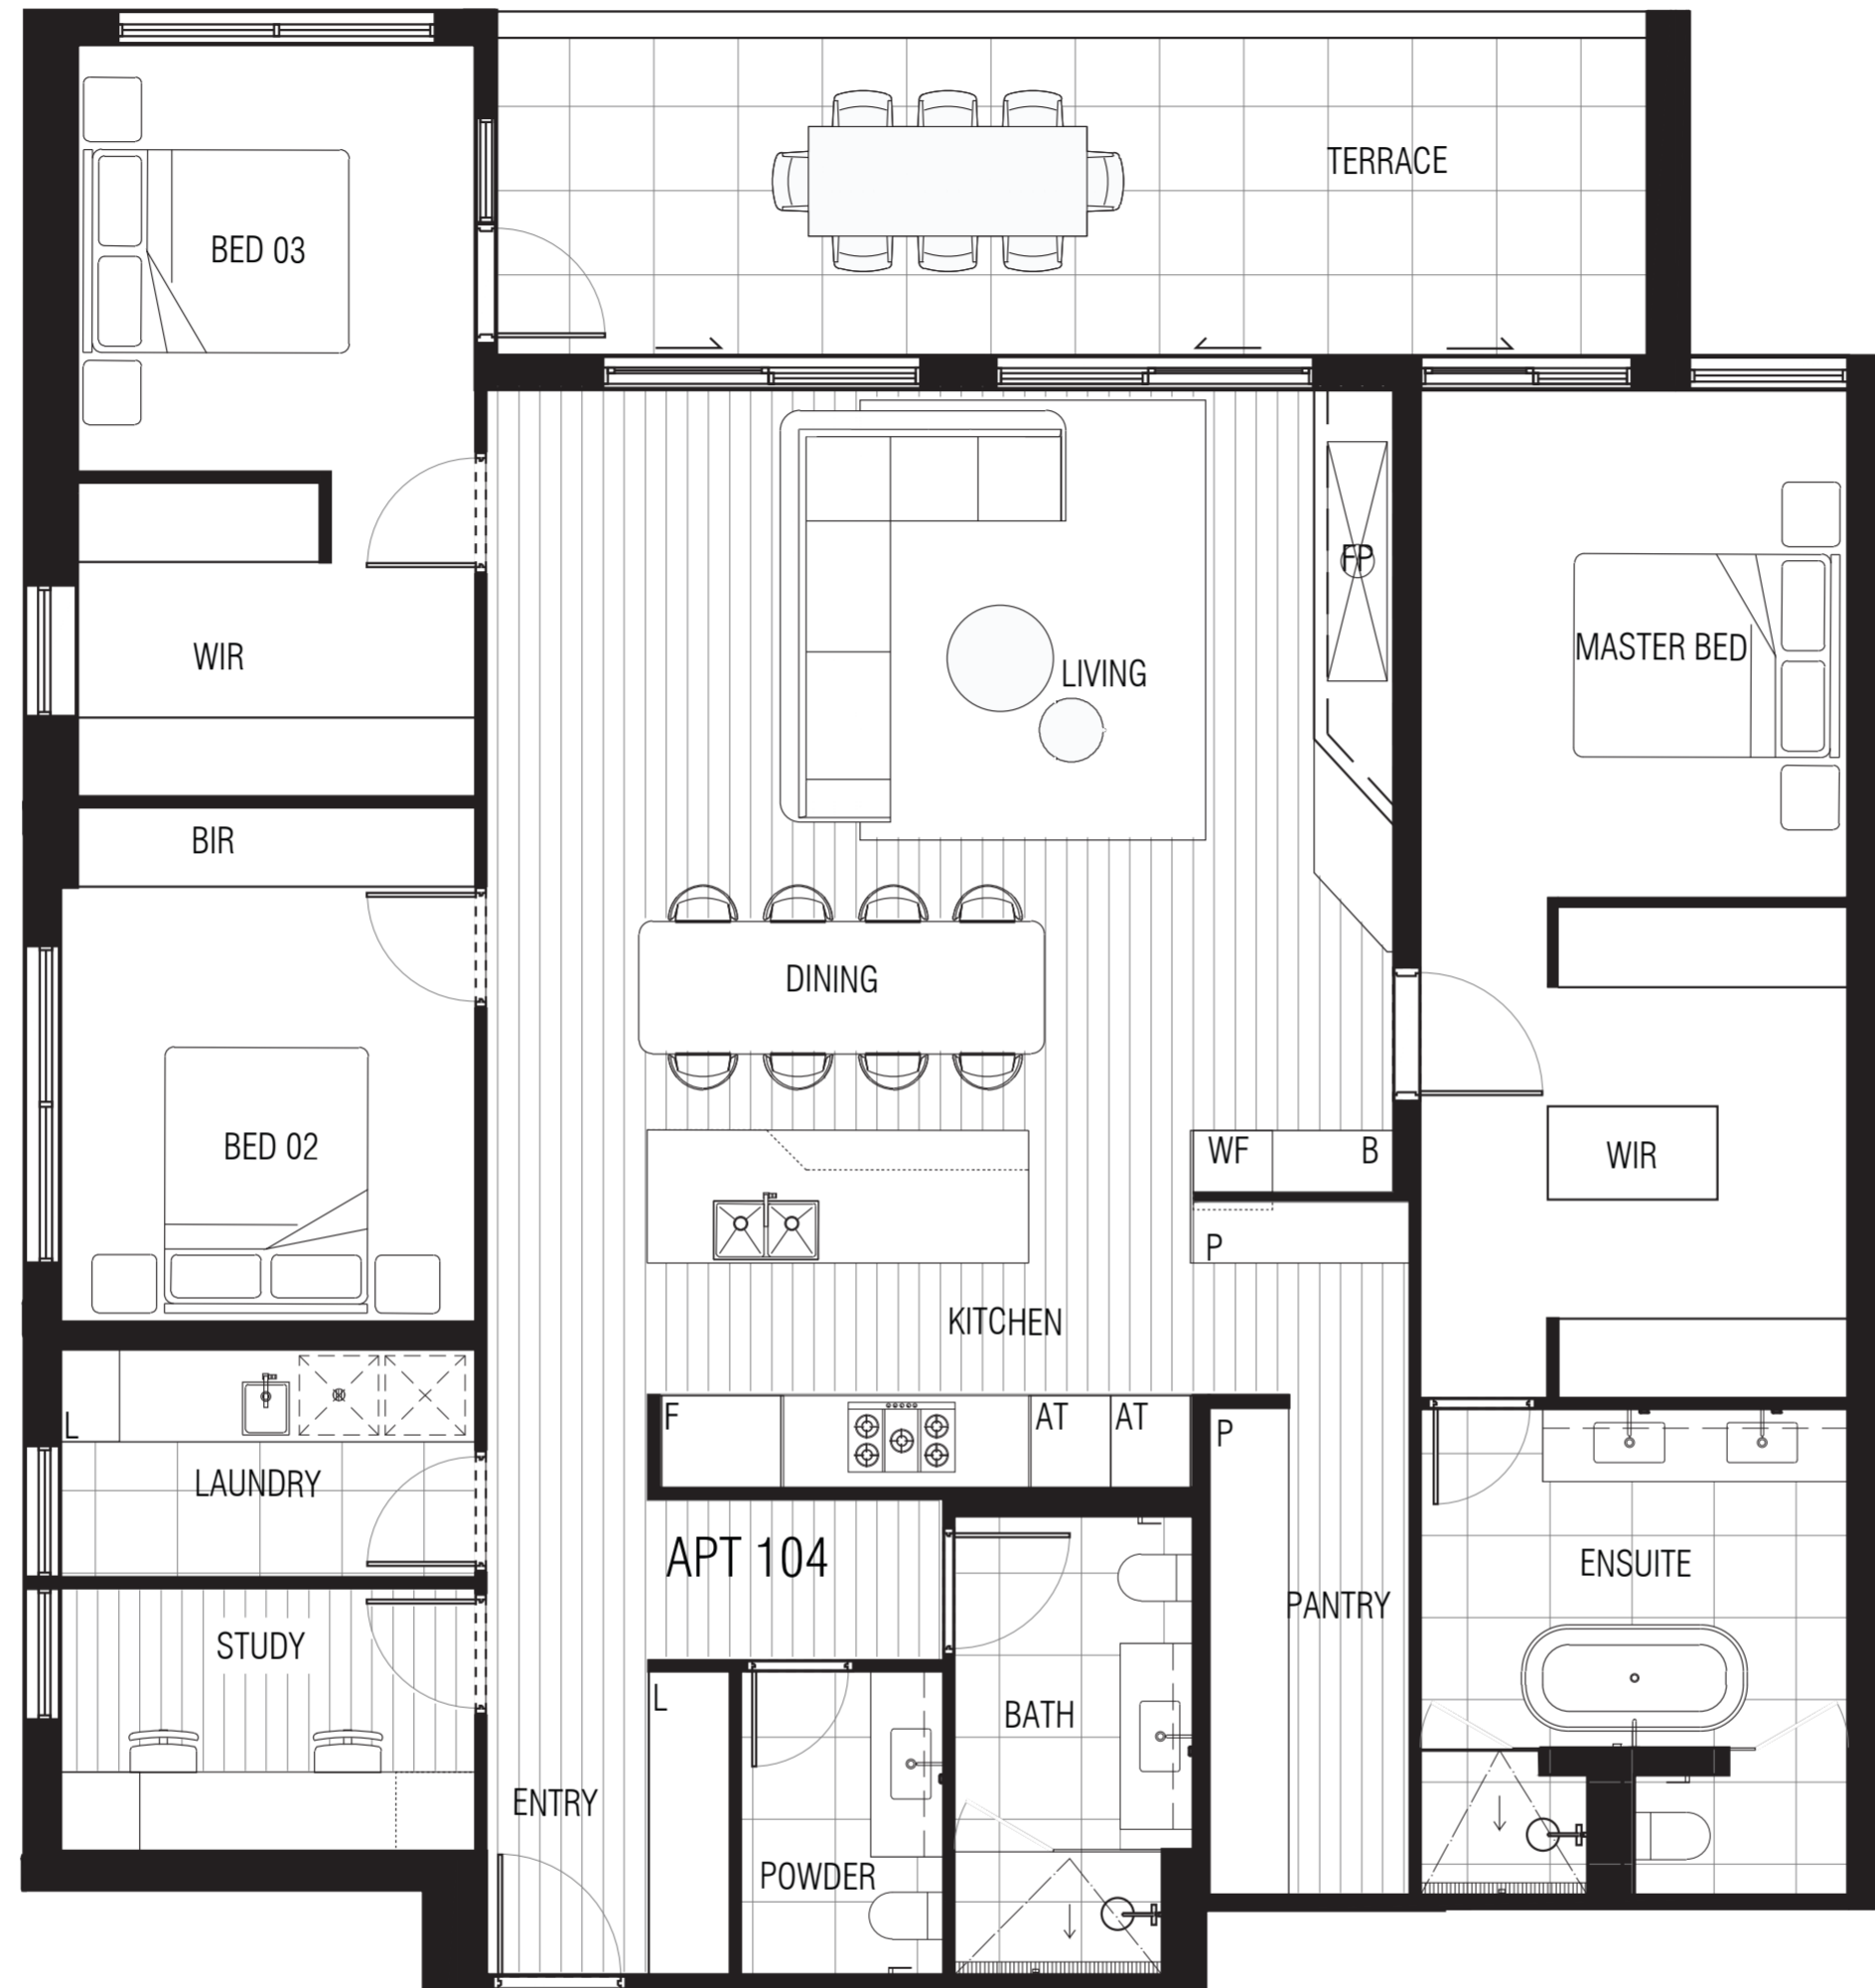 TERRACE
BED 03
FP
MASTER BED
WIR
LIVING
BIR
DINING
BED 02
WF
B
WIR
P
KITCHEN
F
AT
AT
P
L
LAUNDRY
APT 104
ENSUITE
PANTRY
STUDY
L
BATH
ENTRY
POWDER